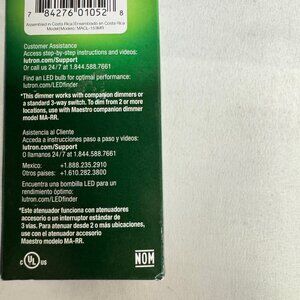 7 84276 01052 8
Assembled in Costa Rica/Ensamblado en Costa Rica
Model/Modelo: MACL-153MR
Customer Assistance
Access step-by-step instructions and videos:
lutron.com/Support
Or call us 24/7 at 1.844.588.7661
Find an LED bulb for optimal performance:
lutron.com/LEDfinder
*This dimmer works with companion dimmers or
a standard 3-way switch. To dim from 2 or more
locations, use with Maestro companion dimmer
model MA-RR.
Asistencia al Cliente
Acceda a instrucciones paso a paso y videos:
lutron.com/Support
O llamanos 24/7 al 1.844.588.7661
Mexico: +1.888.235.2910
Otros países: +1.610.282.3800
Encuentra una bombilla LED para un
rendimiento óptimo:
lutron.com/LEDfinder
*Este atenuador funciona con atenuadores
accesorio o un interruptor estándar de
3 vías. Para atenuar desde 2 o más ubicaciones,
use con el atenuador accesorio
Maestro modelo MA-RR.
c UL US
NOM